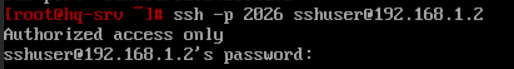 [root@hq-srv ~]# ssh -p 2026 sshuser@192.168.1.2
Authorized access only
sshuser@192.168.1.2's password: